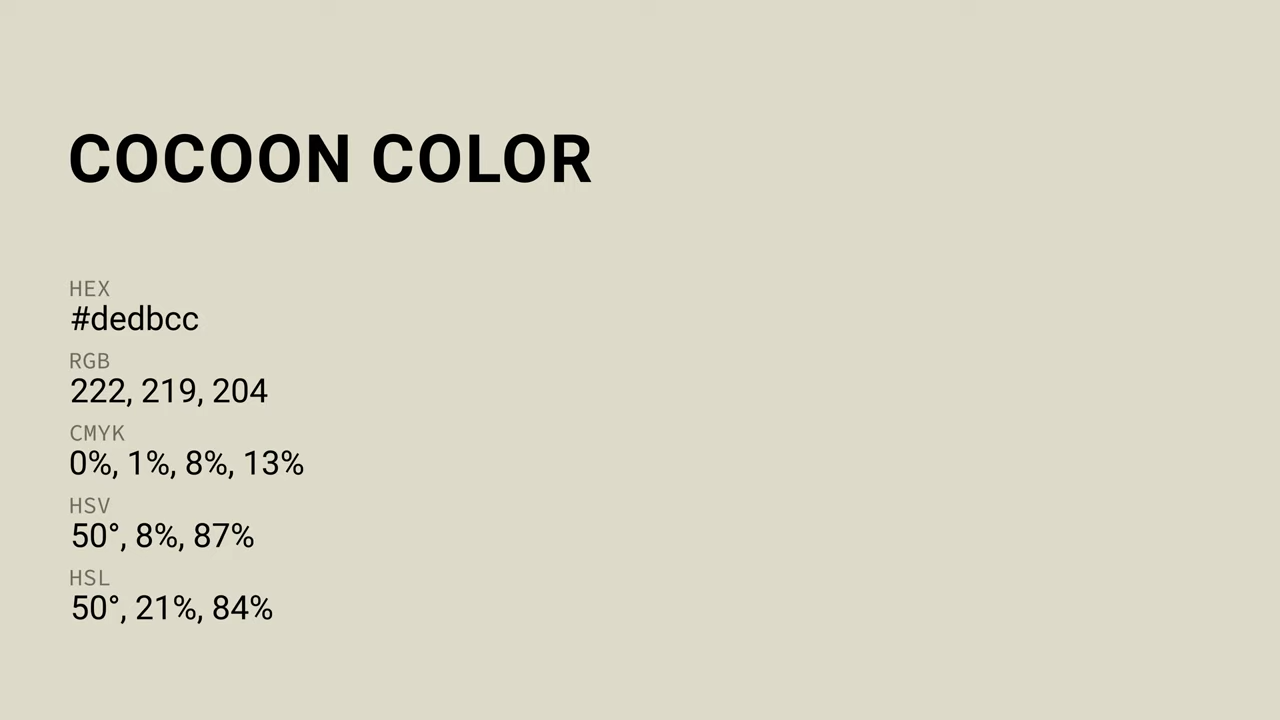 COCOON COLOR
HEX
#dedbcc
RGB
222, 219, 204
CMYK
0%, 1%, 8%, 13%
HSV
50°, 8%, 87%
HSL
50°, 21%, 84%